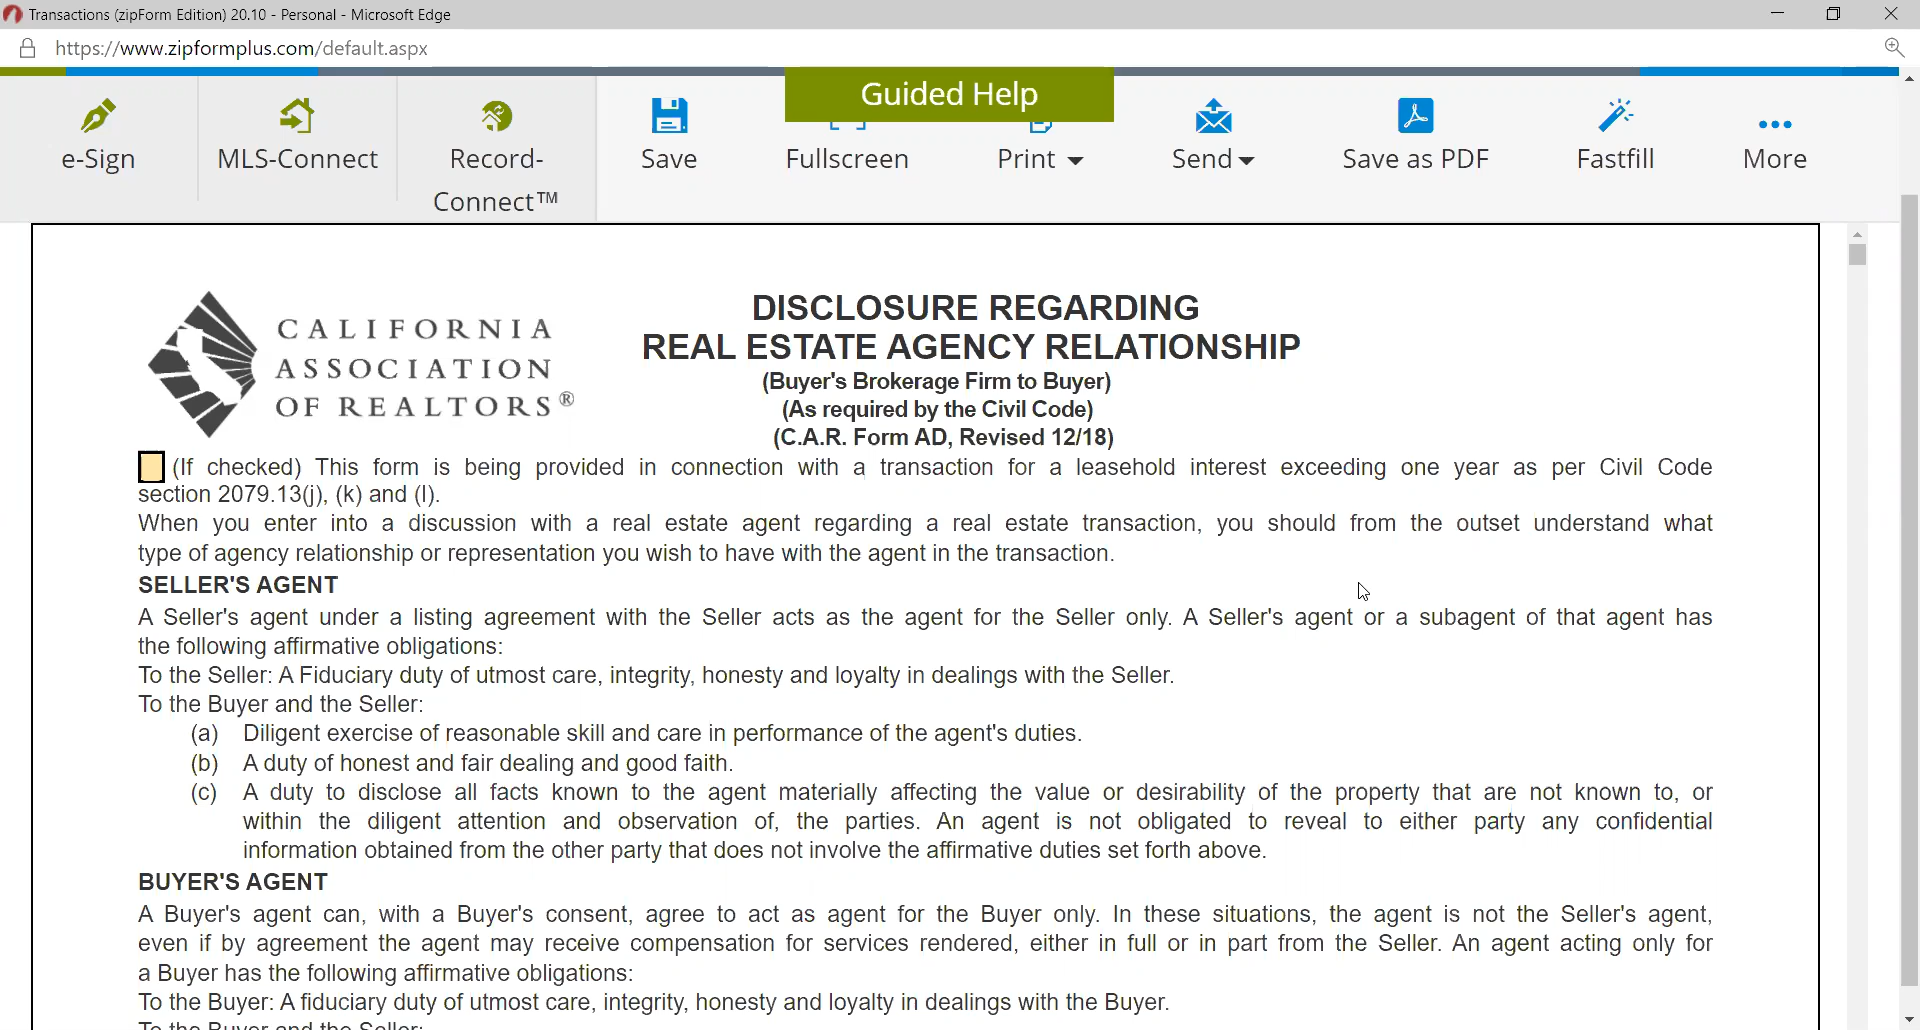 Transactions (zipForm Edition) 20.10 - Personal - Microsoft Edge
https://www.zipformplus.com/default.aspx
Guided Help
e-Sign
MLS-Connect
Record-
Connect™
Save
Fullscreen
Print
Send
Save as PDF
Fastfill
More
CALIFORNIA
ASSOCIATION
OF REALTORS®
DISCLOSURE REGARDING
REAL ESTATE AGENCY RELATIONSHIP
(Buyer's Brokerage Firm to Buyer)
(As required by the Civil Code)
(C.A.R. Form AD, Revised 12/18)
(If checked) This form is being provided in connection with a transaction for a leasehold interest exceeding one year as per Civil Code
section 2079.13(j), (k) and (l).
When you enter into a discussion with a real estate agent regarding a real estate transaction, you should from the outset understand what
type of agency relationship or representation you wish to have with the agent in the transaction.
SELLER'S AGENT
A Seller's agent under a listing agreement with the Seller acts as the agent for the Seller only. A Seller's agent or a subagent of that agent has
the following affirmative obligations:
To the Seller: A Fiduciary duty of utmost care, integrity, honesty and loyalty in dealings with the Seller.
To the Buyer and the Seller:
(a) Diligent exercise of reasonable skill and care in performance of the agent's duties.
(b) A duty of honest and fair dealing and good faith.
(c) A duty to disclose all facts known to the agent materially affecting the value or desirability of the property that are not known to, or
within the diligent attention and observation of, the parties. An agent is not obligated to reveal to either party any confidential
information obtained from the other party that does not involve the affirmative duties set forth above.
BUYER'S AGENT
A Buyer's agent can, with a Buyer's consent, agree to act as agent for the Buyer only. In these situations, the agent is not the Seller's agent,
even if by agreement the agent may receive compensation for services rendered, either in full or in part from the Seller. An agent acting only for
a Buyer has the following affirmative obligations:
To the Buyer: A fiduciary duty of utmost care, integrity, honesty and loyalty in dealings with the Buyer.
To the Buyer and the Seller: